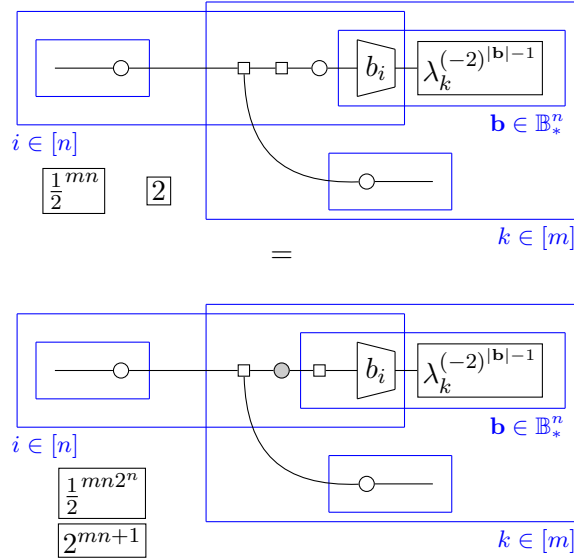 b_i λ_k^{(-2)^{|𝐛|-1}}
𝐛 ∈ 𝔹_*^n
i ∈ [n]
1/2^{mn} 2
k ∈ [m]
=
b_i λ_k^{(-2)^{|𝐛|-1}}
𝐛 ∈ 𝔹_*^n
i ∈ [n]
1/2^{mn2^n}
2^{mn+1}
k ∈ [m]